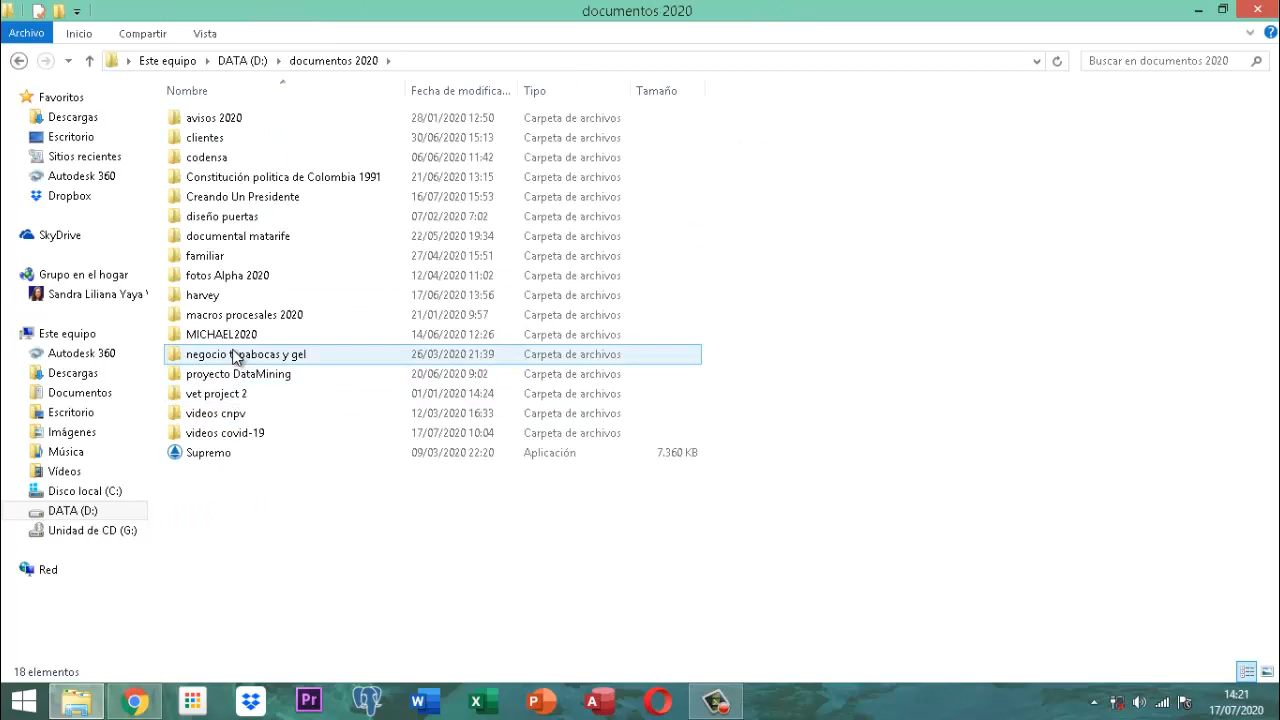 documentos 2020
Archivo Inicio Compartir Vista
Este equipo DATA (D:) documentos 2020 Buscar en documentos 2020
Nombre Fecha de modifica... Tipo Tamaño
Favoritos
Descargas
Escritorio
Sitios recientes
Autodesk 360
Dropbox
SkyDrive
Grupo en el hogar
Sandra Liliana Yaya
Este equipo
Autodesk 360
Descargas
Documentos
Escritorio
Imágenes
Música
Vídeos
Disco local (C:)
DATA (D:)
Unidad de CD (G:)
Red
avisos 2020 28/01/2020 12:50 Carpeta de archivos
clientes 30/06/2020 15:13 Carpeta de archivos
codensa 06/06/2020 11:42 Carpeta de archivos
Constitución politica de Colombia 1991 21/06/2020 13:15 Carpeta de archivos
Creando Un Presidente 16/07/2020 15:53 Carpeta de archivos
diseño puertas 07/02/2020 7:02 Carpeta de archivos
documental matarife 22/05/2020 19:34 Carpeta de archivos
familiar 27/04/2020 15:51 Carpeta de archivos
fotos Alpha 2020 12/04/2020 11:02 Carpeta de archivos
harvey 17/06/2020 13:56 Carpeta de archivos
macros procesales 2020 21/01/2020 9:57 Carpeta de archivos
MICHAEL2020 14/06/2020 12:26 Carpeta de archivos
negocio tapabocas y gel 26/03/2020 21:39 Carpeta de archivos
proyecto DataMining 20/06/2020 9:02 Carpeta de archivos
vet project 2 01/01/2020 14:24 Carpeta de archivos
videos cnpv 12/03/2020 16:33 Carpeta de archivos
videos covid-19 17/07/2020 10:04 Carpeta de archivos
Supremo 09/03/2020 22:20 Aplicación 7.360 KB
18 elementos
Pr W X P A
14:21
17/07/2020